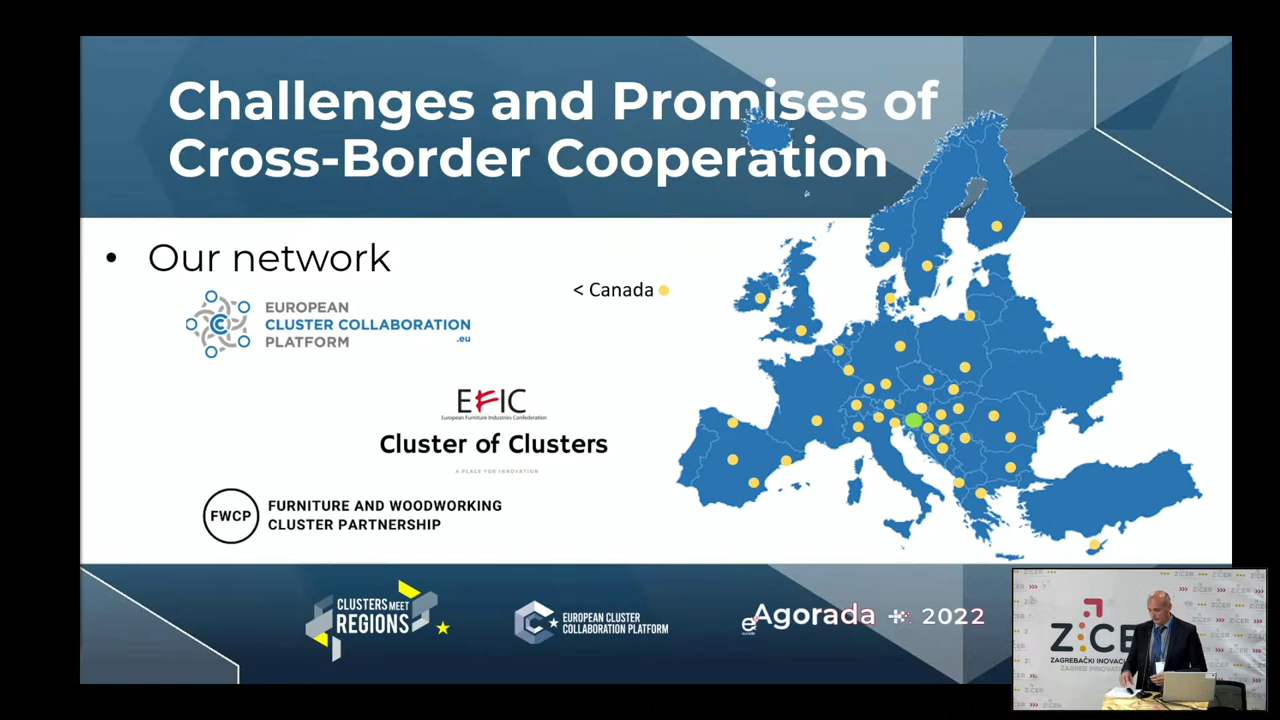 Challenges and Promises of
Cross-Border Cooperation
• Our network
EUROPEAN
CLUSTER COLLABORATION
PLATFORM
.eu
< Canada
EFIC
European Furniture Industries Confederation
Cluster of Clusters
A PLACE FOR INNOVATION
FWCP
FURNITURE AND WOODWORKING
CLUSTER PARTNERSHIP
CLUSTERS MEET
REGIONS
EUROPEAN CLUSTER
COLLABORATION PLATFORM
Agorada + 2022
ZICER
ZAGREBAČKI INOVACI
ZAGREB INNOVATIO